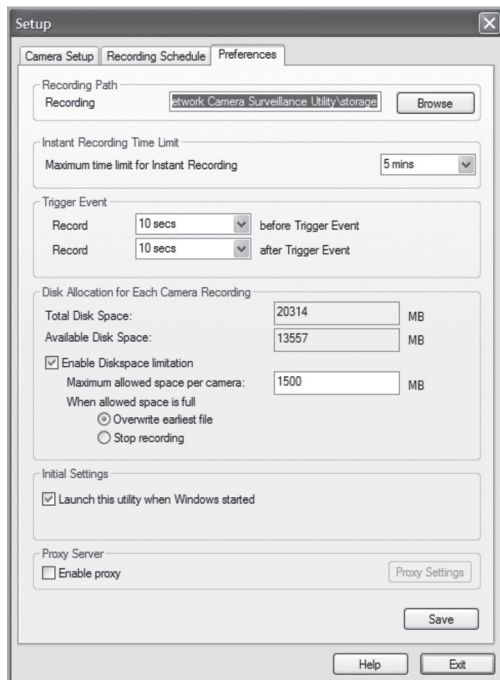 Setup
Camera Setup Recording Schedule Preferences
Recording Path
Recording etwork Camera Surveillance Utility\storage Browse
Instant Recording Time Limit
Maximum time limit for Instant Recording 5 mins
Trigger Event
Record 10 secs before Trigger Event
Record 10 secs after Trigger Event
Disk Allocation for Each Camera Recording
Total Disk Space: 20314 MB
Available Disk Space: 13557 MB
Enable Diskspace limitation
Maximum allowed space per camera: 1500 MB
When allowed space is full
Overwrite earliest file
Stop recording
Initial Settings
Launch this utility when Windows started
Proxy Server
Enable proxy Proxy Settings
Save
Help Exit